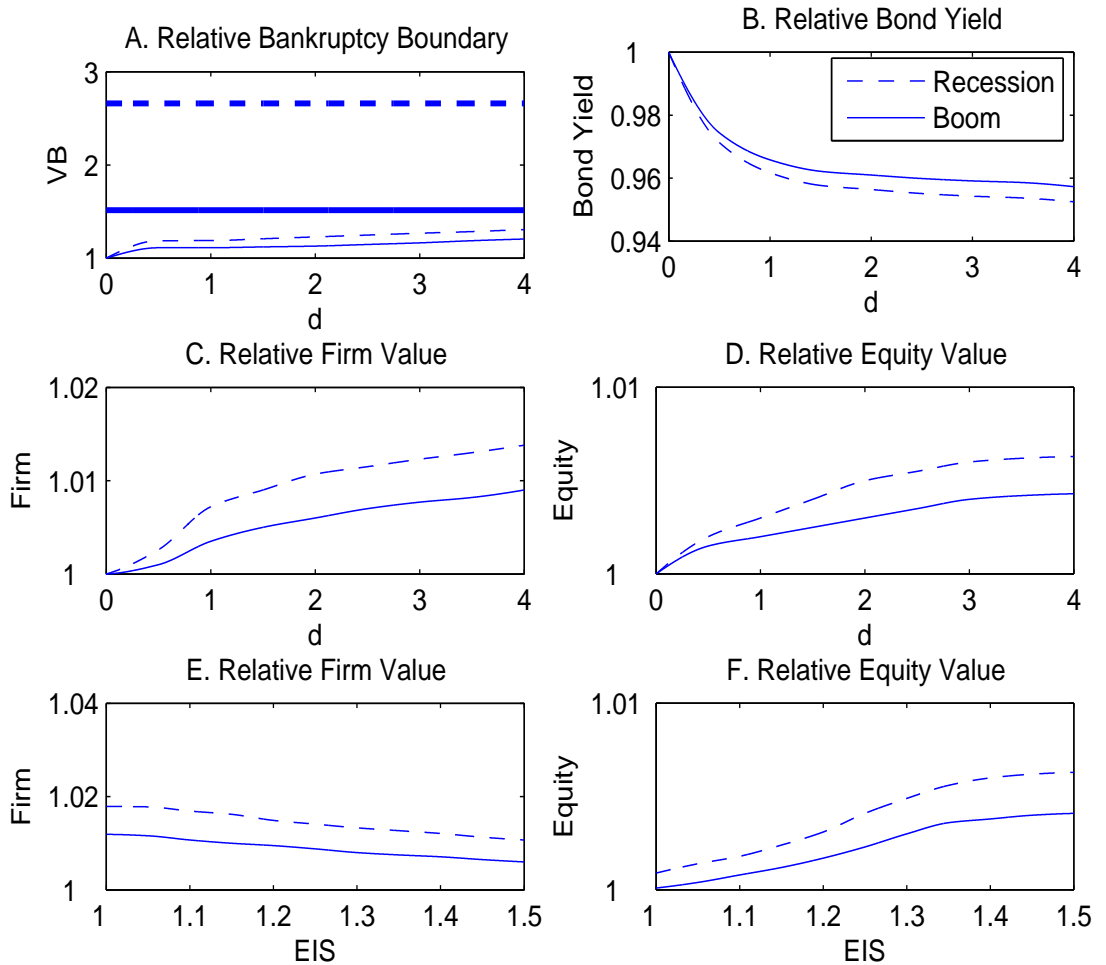 A. Relative Bankruptcy Boundary
3
2
1
VB
0 1 2 3 4
d
B. Relative Bond Yield
1
0.98
0.96
0.94
Bond Yield
Recession
Boom
0 1 2 3 4
d
C. Relative Firm Value
1.02
1.01
1
Firm
0 1 2 3 4
d
D. Relative Equity Value
1.01
1
Equity
0 1 2 3 4
d
E. Relative Firm Value
1.04
1.02
1
Firm
1 1.1 1.2 1.3 1.4 1.5
EIS
F. Relative Equity Value
1.01
1
Equity
1 1.1 1.2 1.3 1.4 1.5
EIS